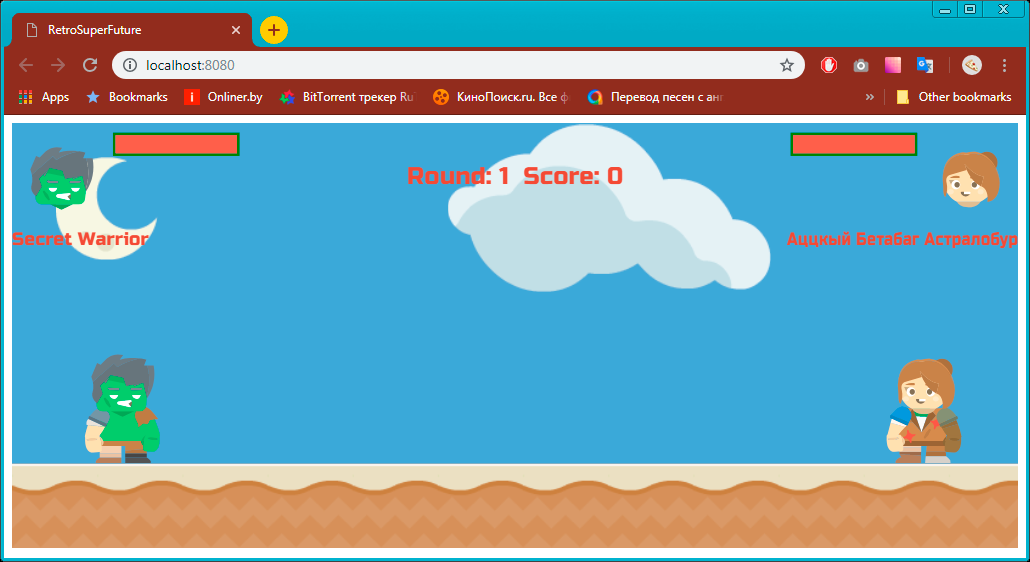 RetroSuperFuture
localhost:8080
Apps Bookmarks Onliner.by BitTorrent трекер Ru КиноПоиск.ru. Все ф Перевод песен с анг » Other bookmarks
Round: 1 Score: 0
Secret Warrior
Аццкый Бетабаг Астралобур